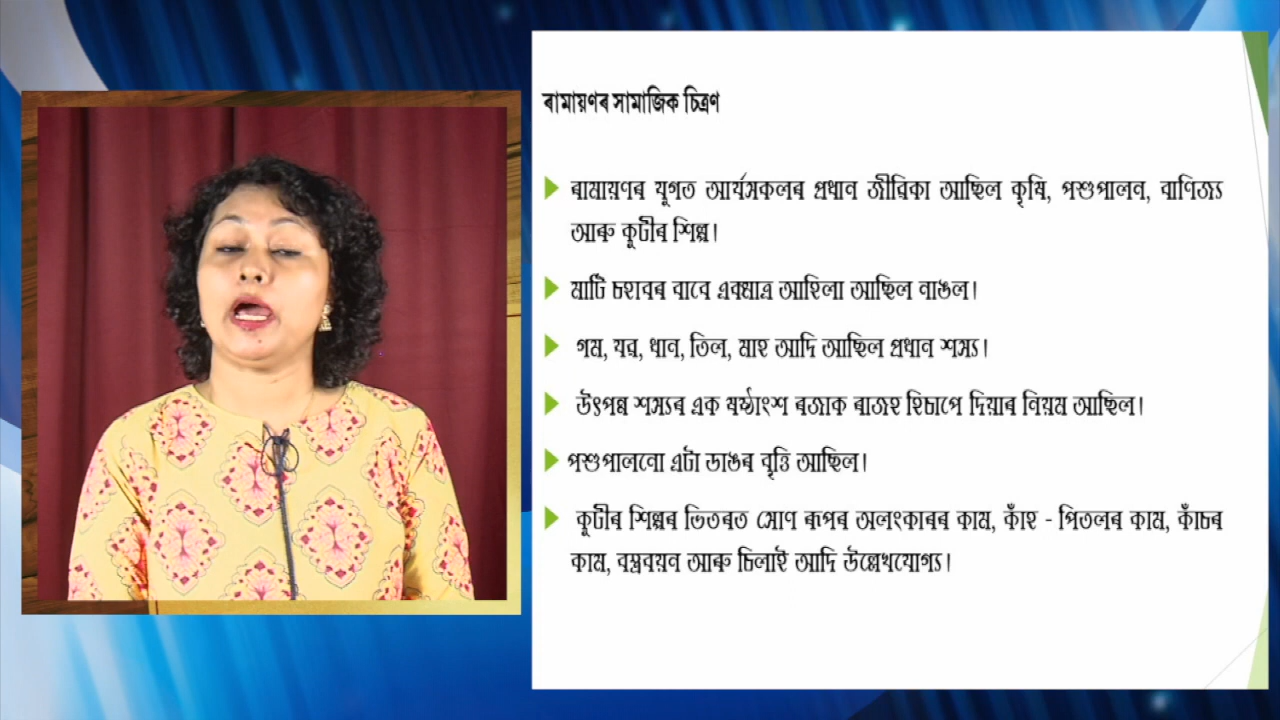 ৰামায়ণৰ সামাজিক চিত্ৰণ
ৰামায়ণৰ যুগত আৰ্যসকলৰ প্ৰধান জীৱিকা আছিল কৃষি, পশুপালন, বাণিজ্য
আৰু কুটীৰ শিল্প।
মাটি চহাবৰ বাবে একমাত্ৰ আহিলা আছিল নাঙল।
গম, যৱ, ধান, তিল, মাহ আদি আছিল প্ৰধান শস্য।
উৎপন্ন শস্যৰ এক ষষ্ঠাংশ ৰজাক ৰাজহ হিচাপে দিয়াৰ নিয়ম আছিল।
পশুপালনো এটা ডাঙৰ বৃত্তি আছিল।
কুটীৰ শিল্পৰ ভিতৰত সোণ ৰূপৰ অলংকাৰৰ কাম, কাঁহ - পিতলৰ কাম, কাঁচৰ
কাম, বস্ত্ৰবয়ন আৰু চিলাই আদি উল্লেখযোগ্য।